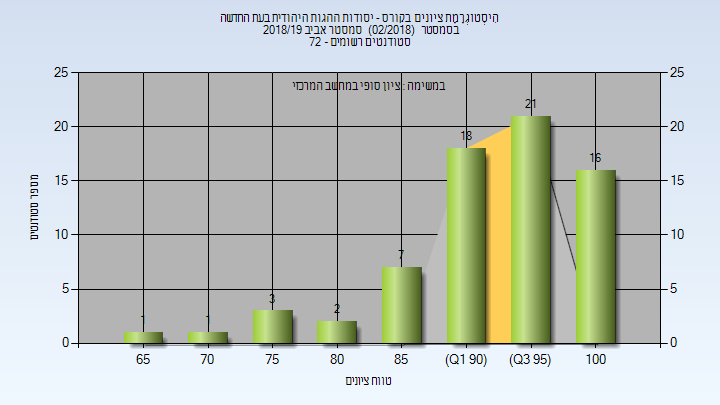 היסטוגרמת ציונים בקורס - יסודות ההגות היהודית בעת החדשה
בסמסטר (02/2018) סמסטר אביב 2018/19
סטודנטים רשומים - 72
במשימה : ציון סופי במחשב המרכזי
25 25
20 20
15 15
10 10
5 5
0 0
1 1 3 2 7 18 21 16
65 70 75 80 85 (Q1 90) (Q3 95) 100
מספר סטודנטים
טווח ציונים